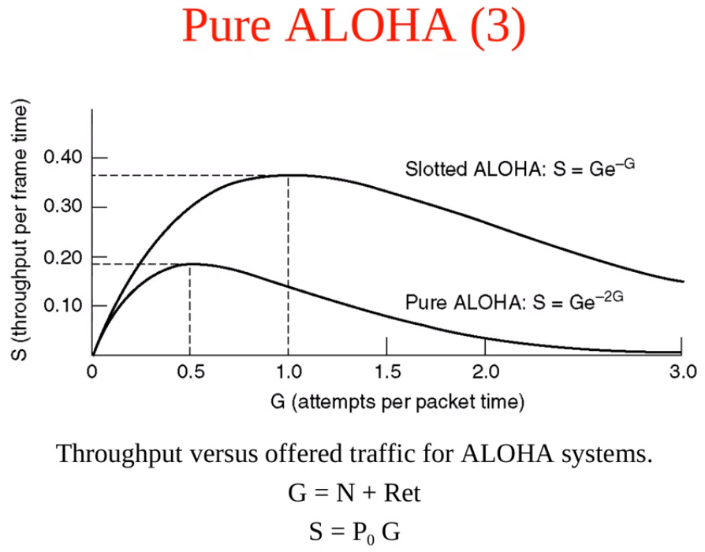 Pure ALOHA (3)
S (throughput per frame time)
0.40
0.30
0.20
0.10
Slotted ALOHA: S = Ge⁻ᴳ
Pure ALOHA: S = Ge⁻²ᴳ
0
0.5
1.0
1.5
2.0
3.0
G (attempts per packet time)
Throughput versus offered traffic for ALOHA systems.
G = N + Ret
S = P₀ G